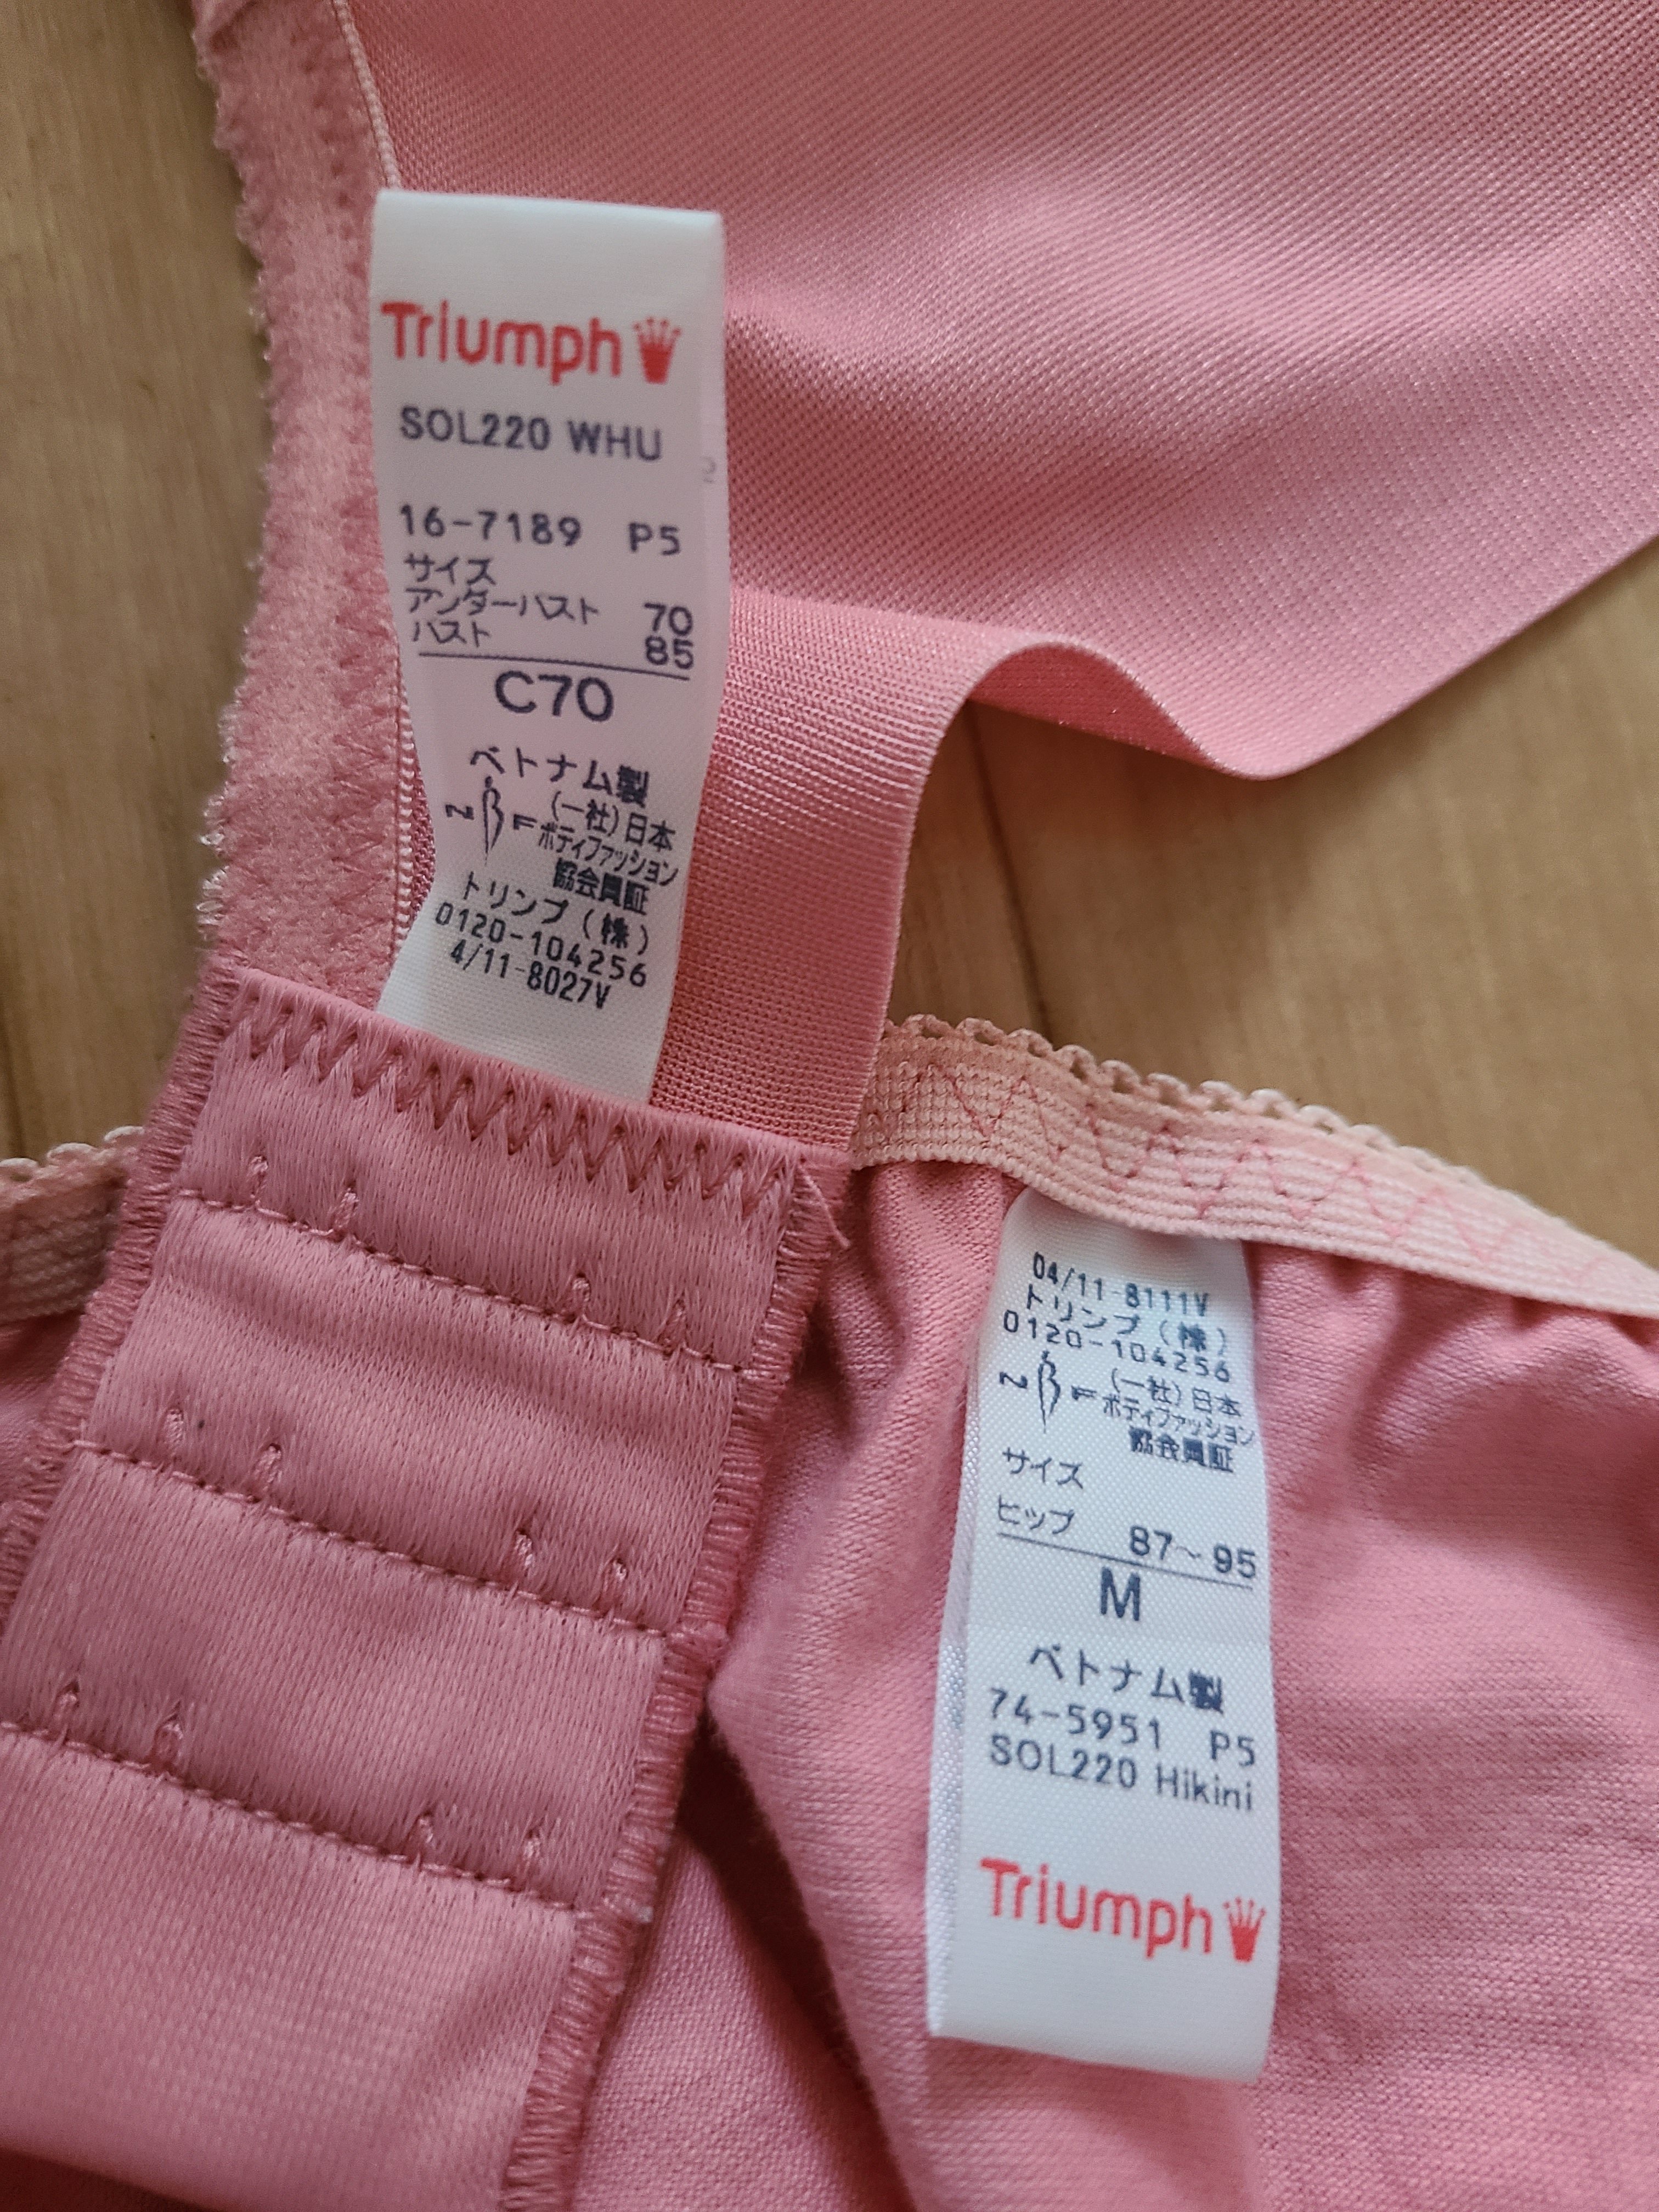 Triumph
SOL220 WHU
16-7189 P5
サイズ
アンダーバスト 70
バスト 85
C70
ベトナム製
NBF
(一社)日本
ボディファッション
協会員証
トリンプ(株)
0120-104256
4/11-8027V
04/11-8111V
トリンプ(株)
0120-104256
NBF
(一社)日本
ボディファッション
協会員証
サイズ
ヒップ 87~95
M
ベトナム製
74-5951 P5
SOL220 Hikini
Triumph